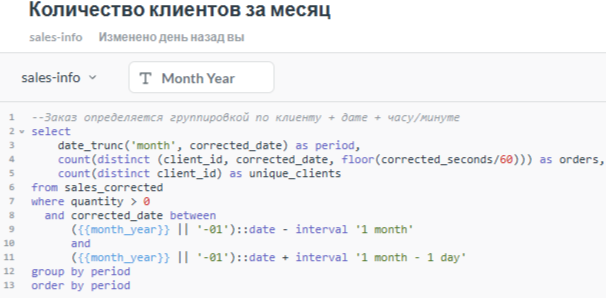 Количество клиентов за месяц
sales-info Изменено день назад вы
sales-info Month Year
1 --Заказ определяется группировкой по клиенту + дате + часу/минуте
2 select
3 date_trunc('month', corrected_date) as period,
4 count(distinct (client_id, corrected_date, floor(corrected_seconds/60))) as orders,
5 count(distinct client_id) as unique_clients
6 from sales_corrected
7 where quantity > 0
8 and corrected_date between
9 ({{month_year}} || '-01')::date - interval '1 month'
10 and
11 ({{month_year}} || '-01')::date + interval '1 month - 1 day'
12 group by period
13 order by period